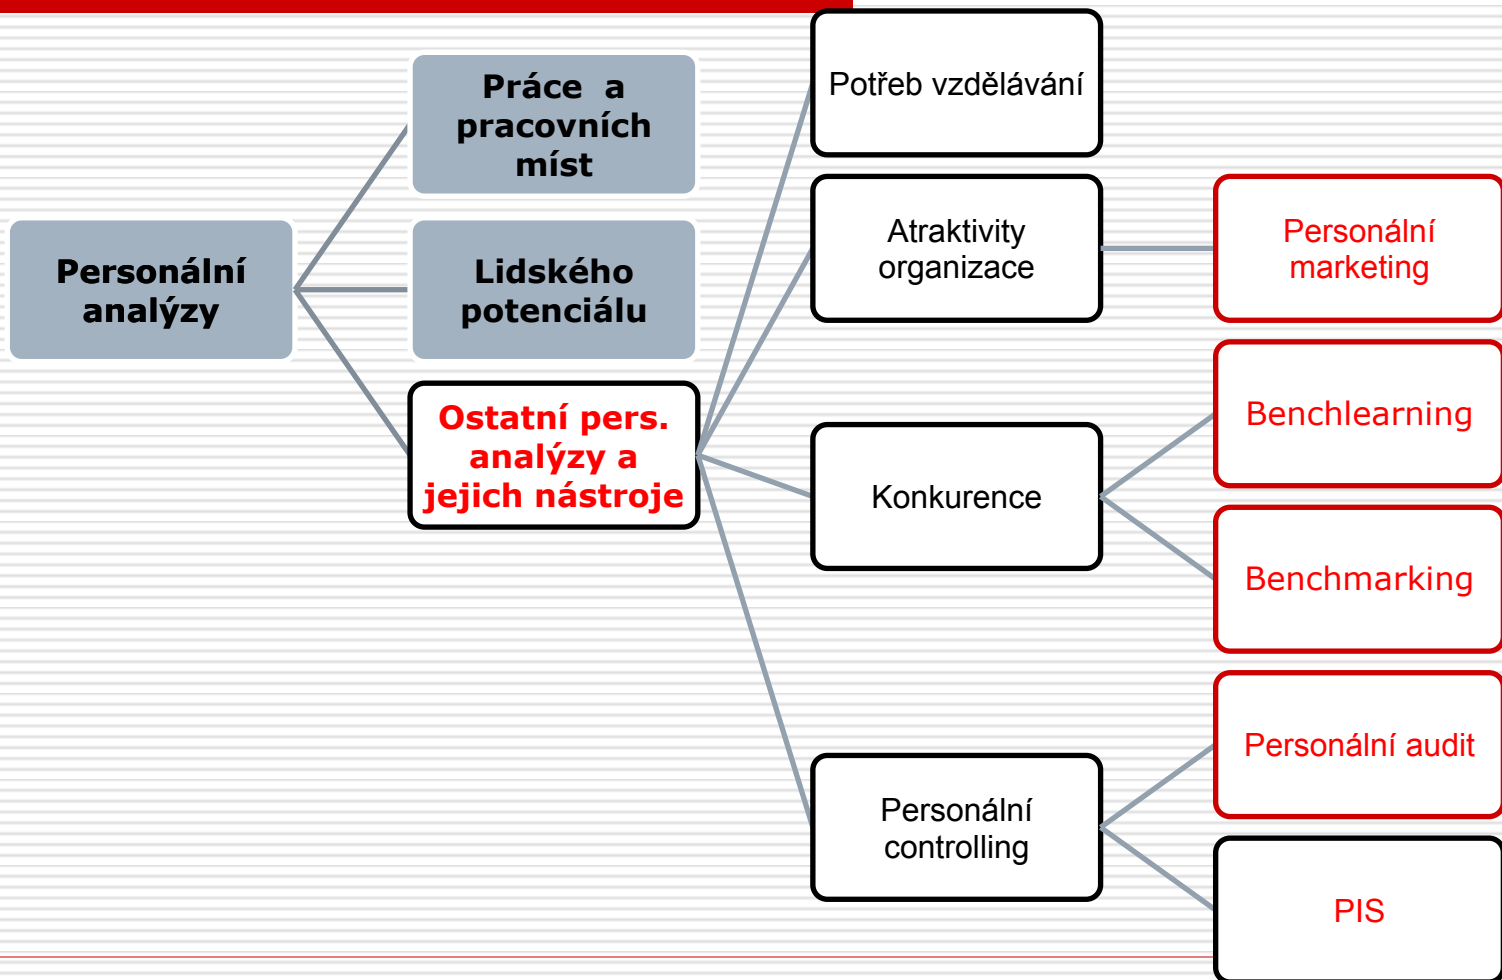 Personální
analýzy
Práce a
pracovních
míst
Lidského
potenciálu
Ostatní pers.
analýzy a
jejich nástroje
Potřeb vzdělávání
Atraktivity
organizace
Konkurence
Personální
controlling
Personální
marketing
Benchlearning
Benchmarking
Personální audit
PIS